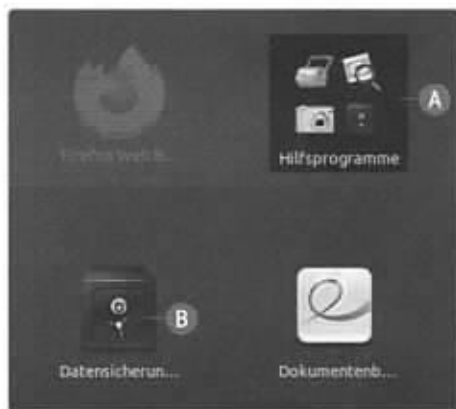 Firefox Web B...
A
Hilfsprogramme
B
Datensicherun...
Dokumentenb...